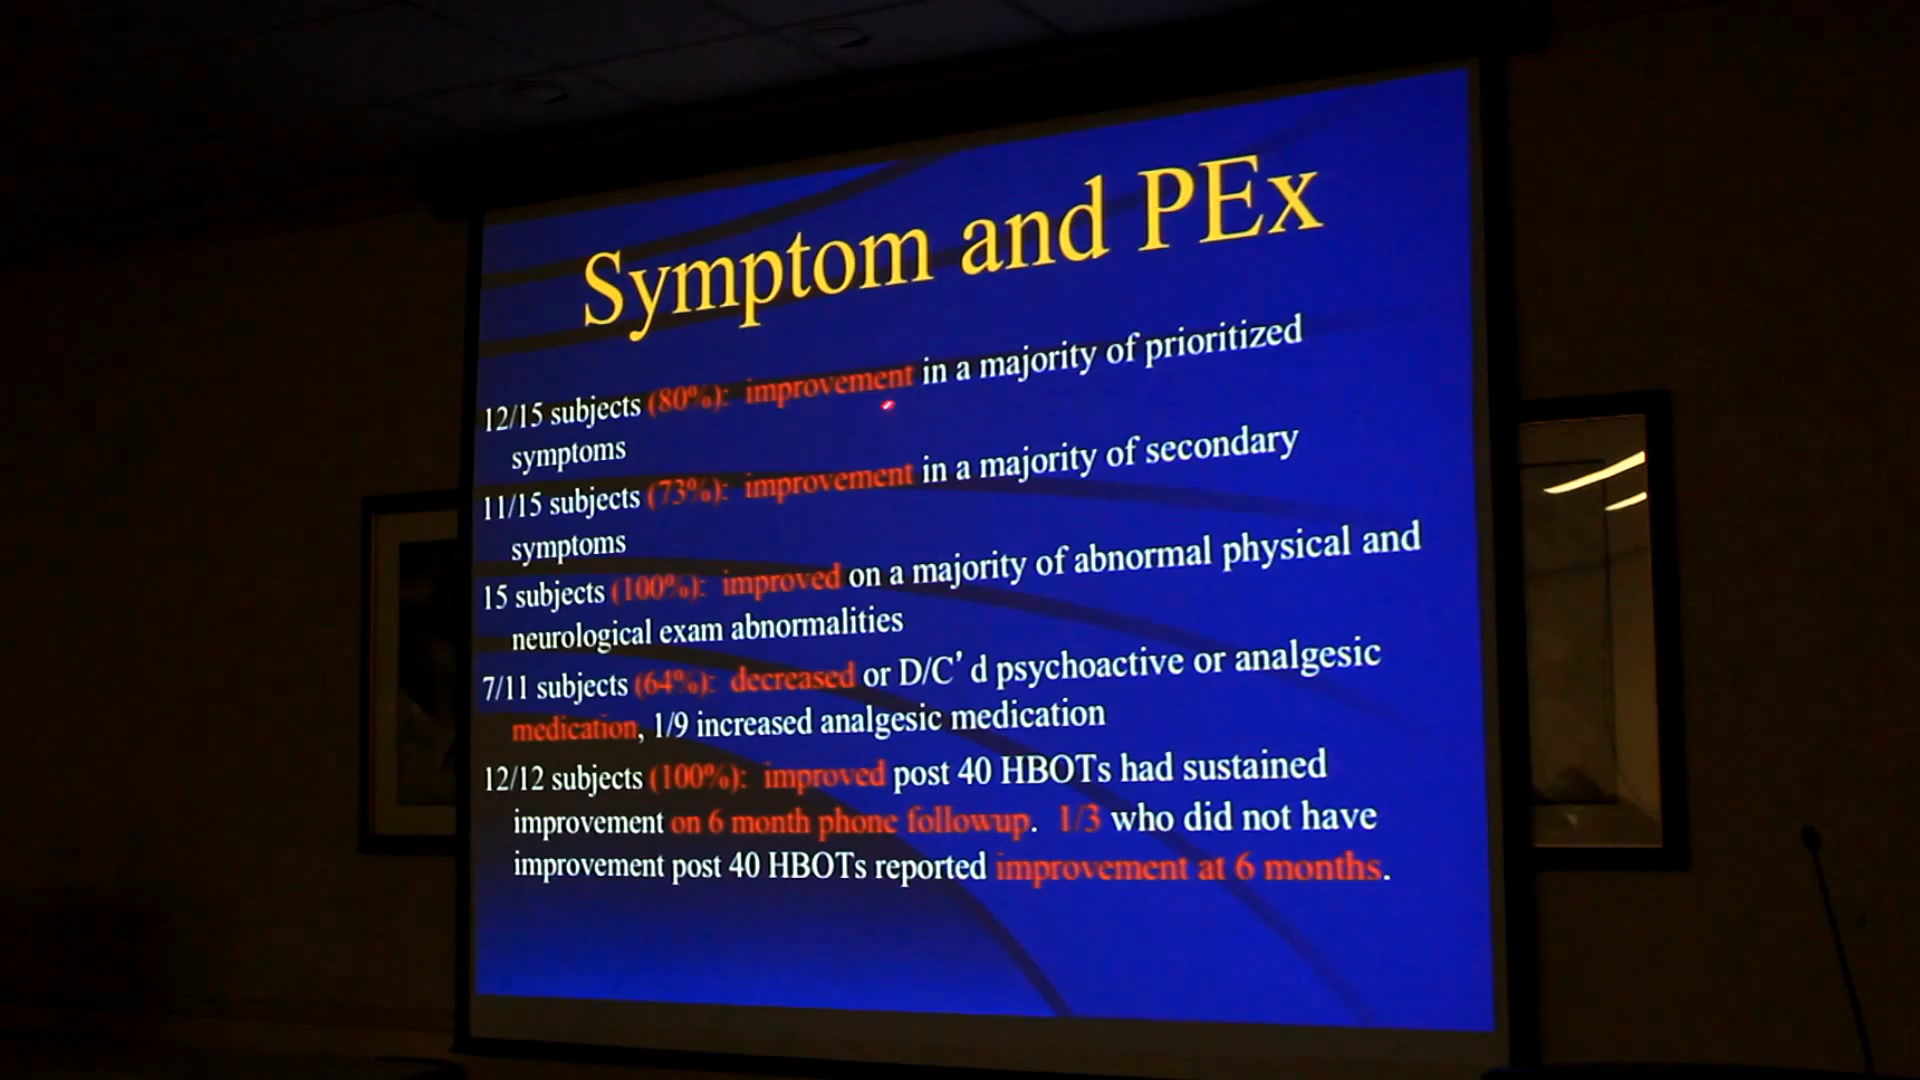 Symptom and PEx
12/15 subjects (80%): improvement in a majority of prioritized
symptoms
11/15 subjects (73%): improvement in a majority of secondary
symptoms
15 subjects (100%): improved on a majority of abnormal physical and
neurological exam abnormalities
7/11 subjects (64%): decreased or D/C'd psychoactive or analgesic
medication, 1/9 increased analgesic medication
12/12 subjects (100%): improved post 40 HBOTs had sustained
improvement on 6 month phone followup. 1/3 who did not have
improvement post 40 HBOTs reported improvement at 6 months.